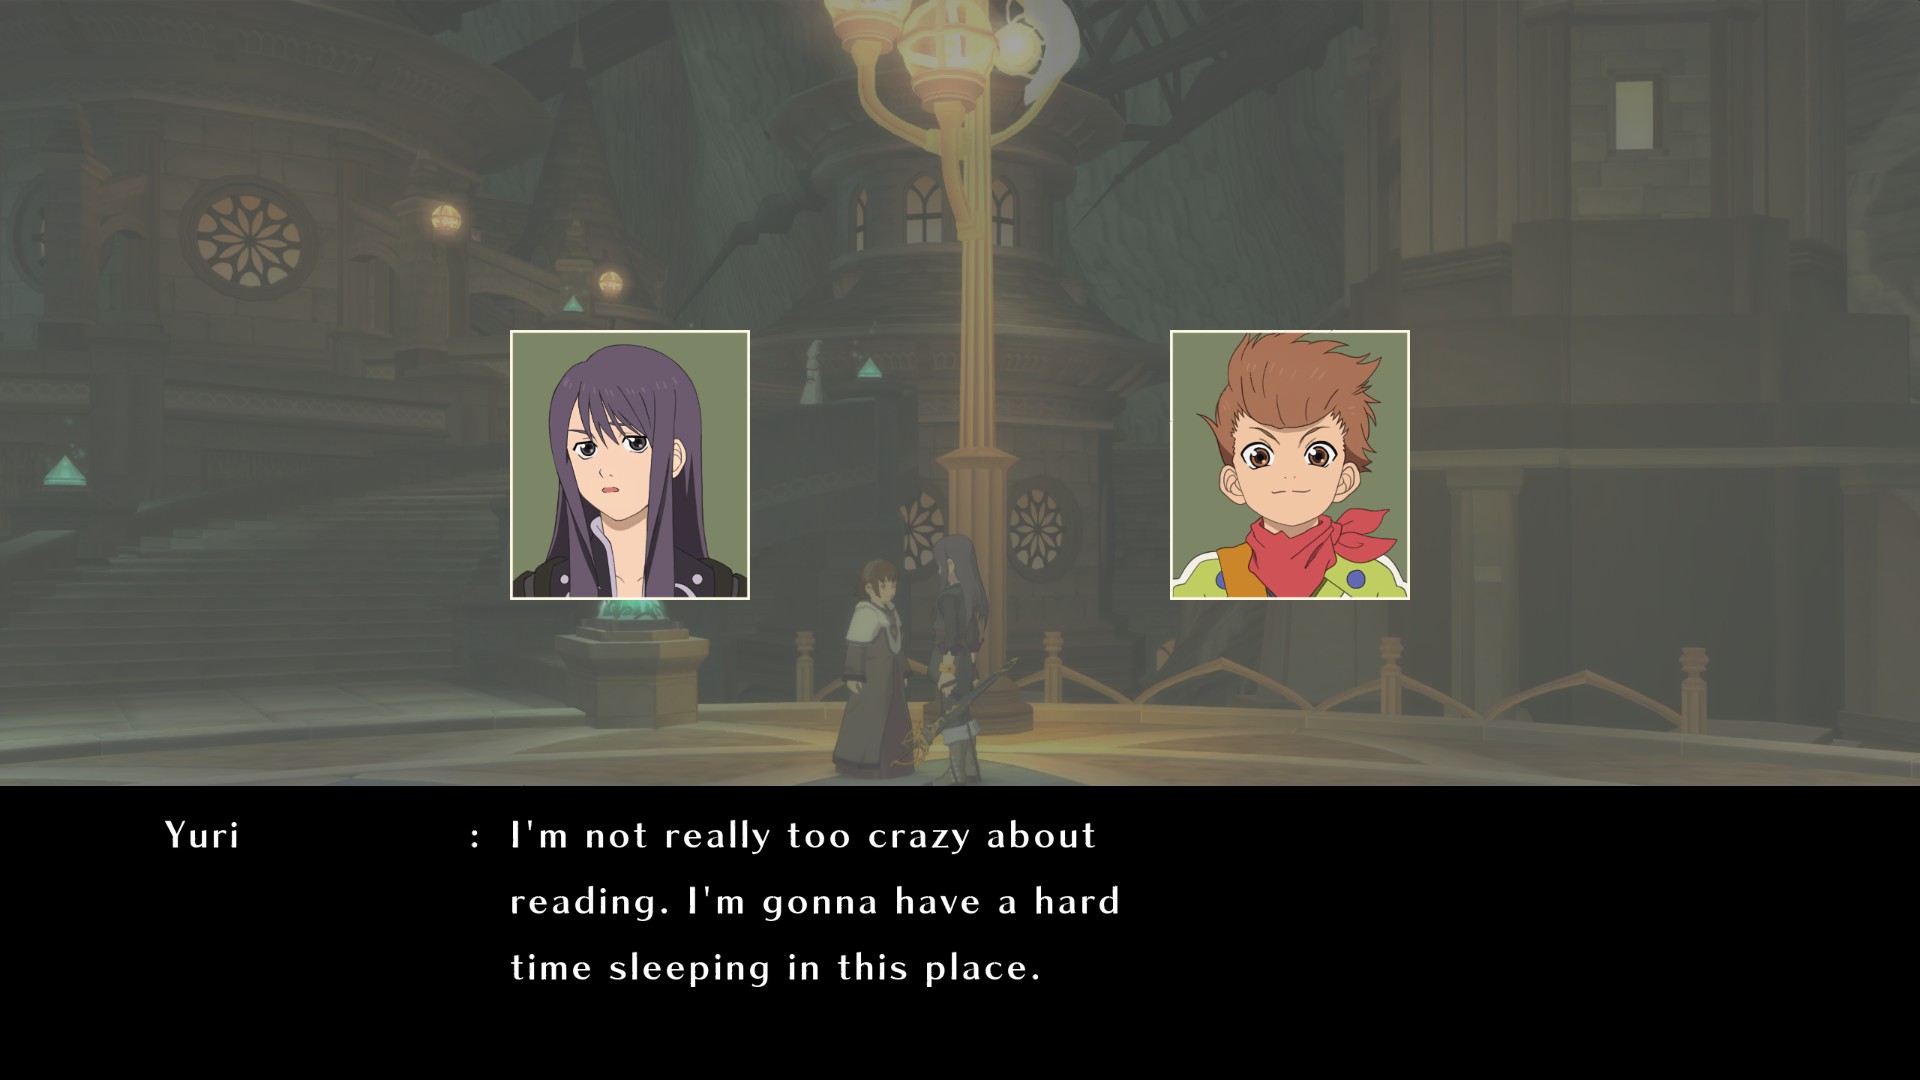 Yuri : I'm not really too crazy about
reading. I'm gonna have a hard
time sleeping in this place.